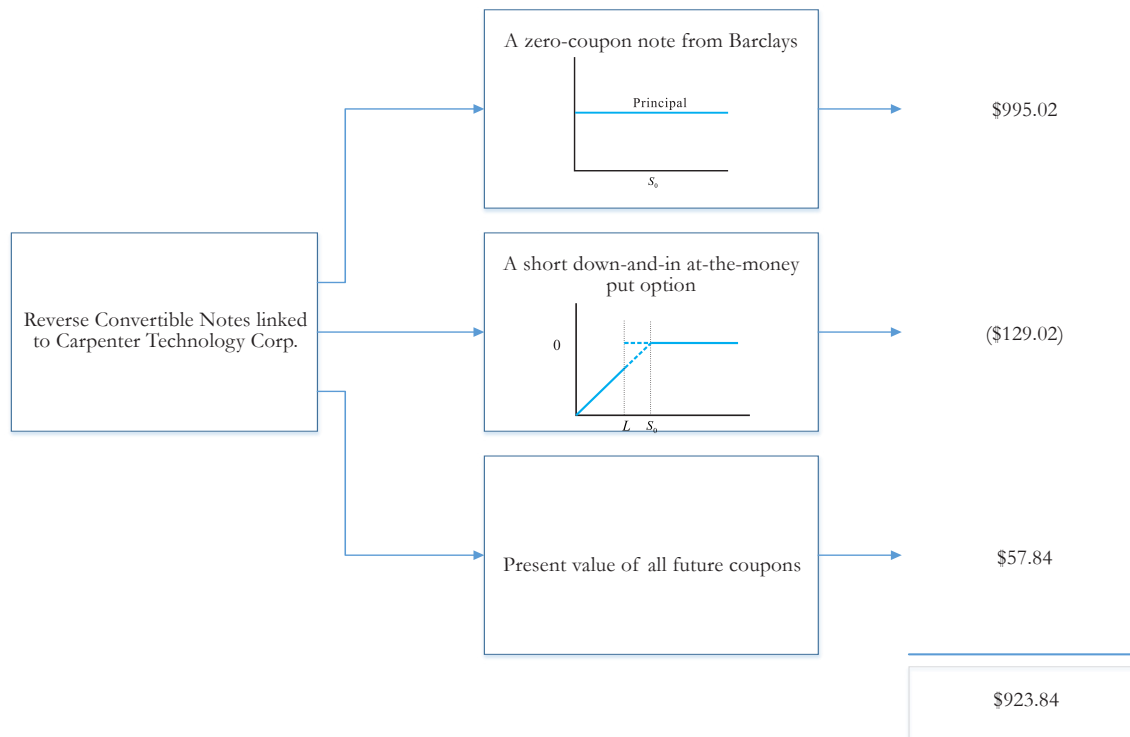 A zero-coupon note from Barclays
Principal
S₀
$995.02
Reverse Convertible Notes linked
to Carpenter Technology Corp.
A short down-and-in at-the-money
put option
0
L S₀
($129.02)
Present value of all future coupons
$57.84
$923.84